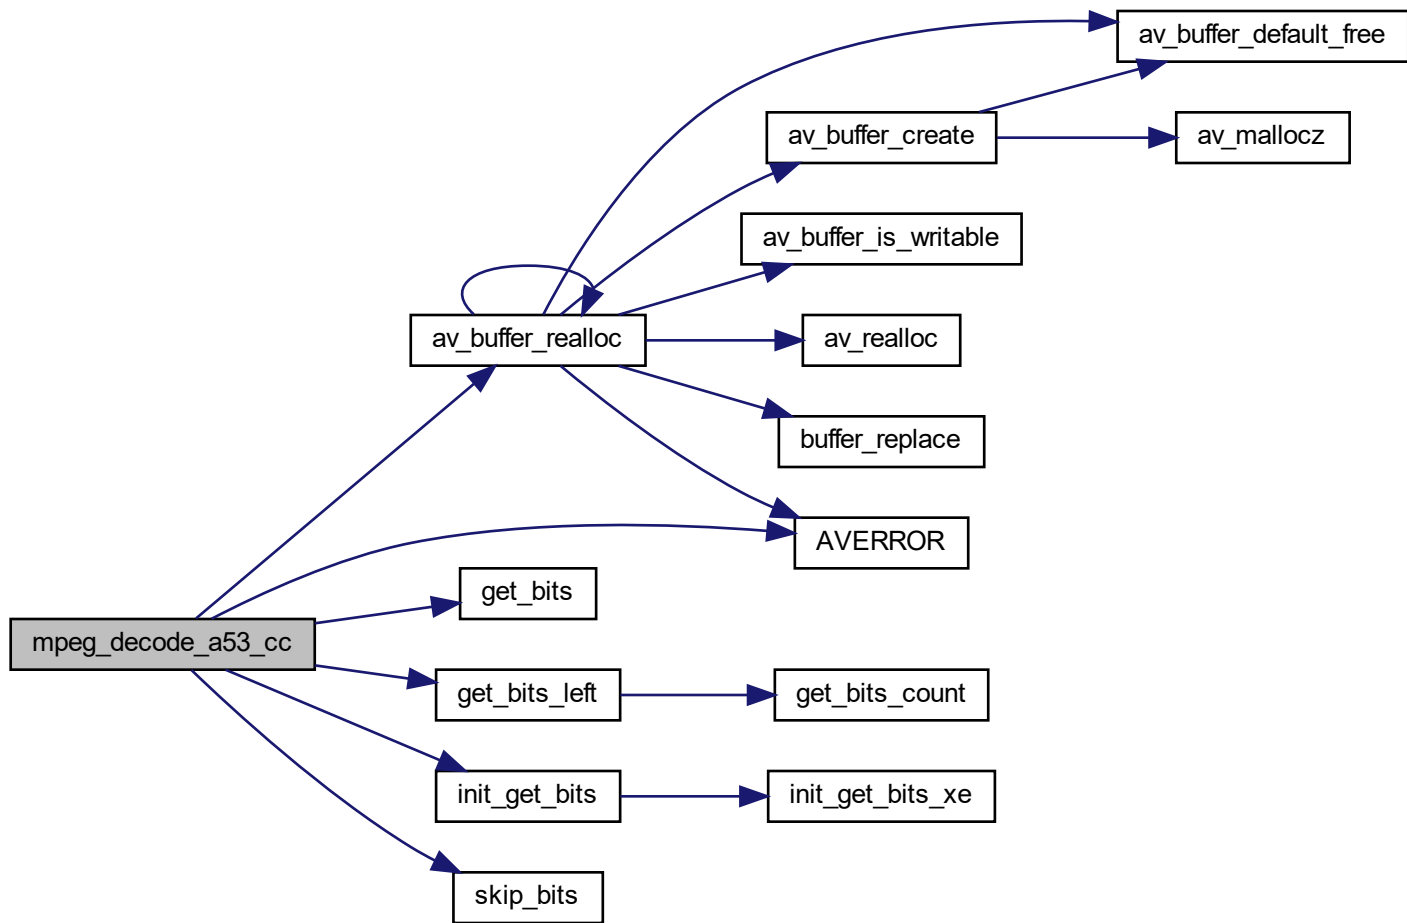 av_buffer_default_free
av_buffer_create
av_mallocz
av_buffer_is_writable
av_buffer_realloc
av_realloc
buffer_replace
AVERROR
get_bits
mpeg_decode_a53_cc
get_bits_left
get_bits_count
init_get_bits
init_get_bits_xe
skip_bits